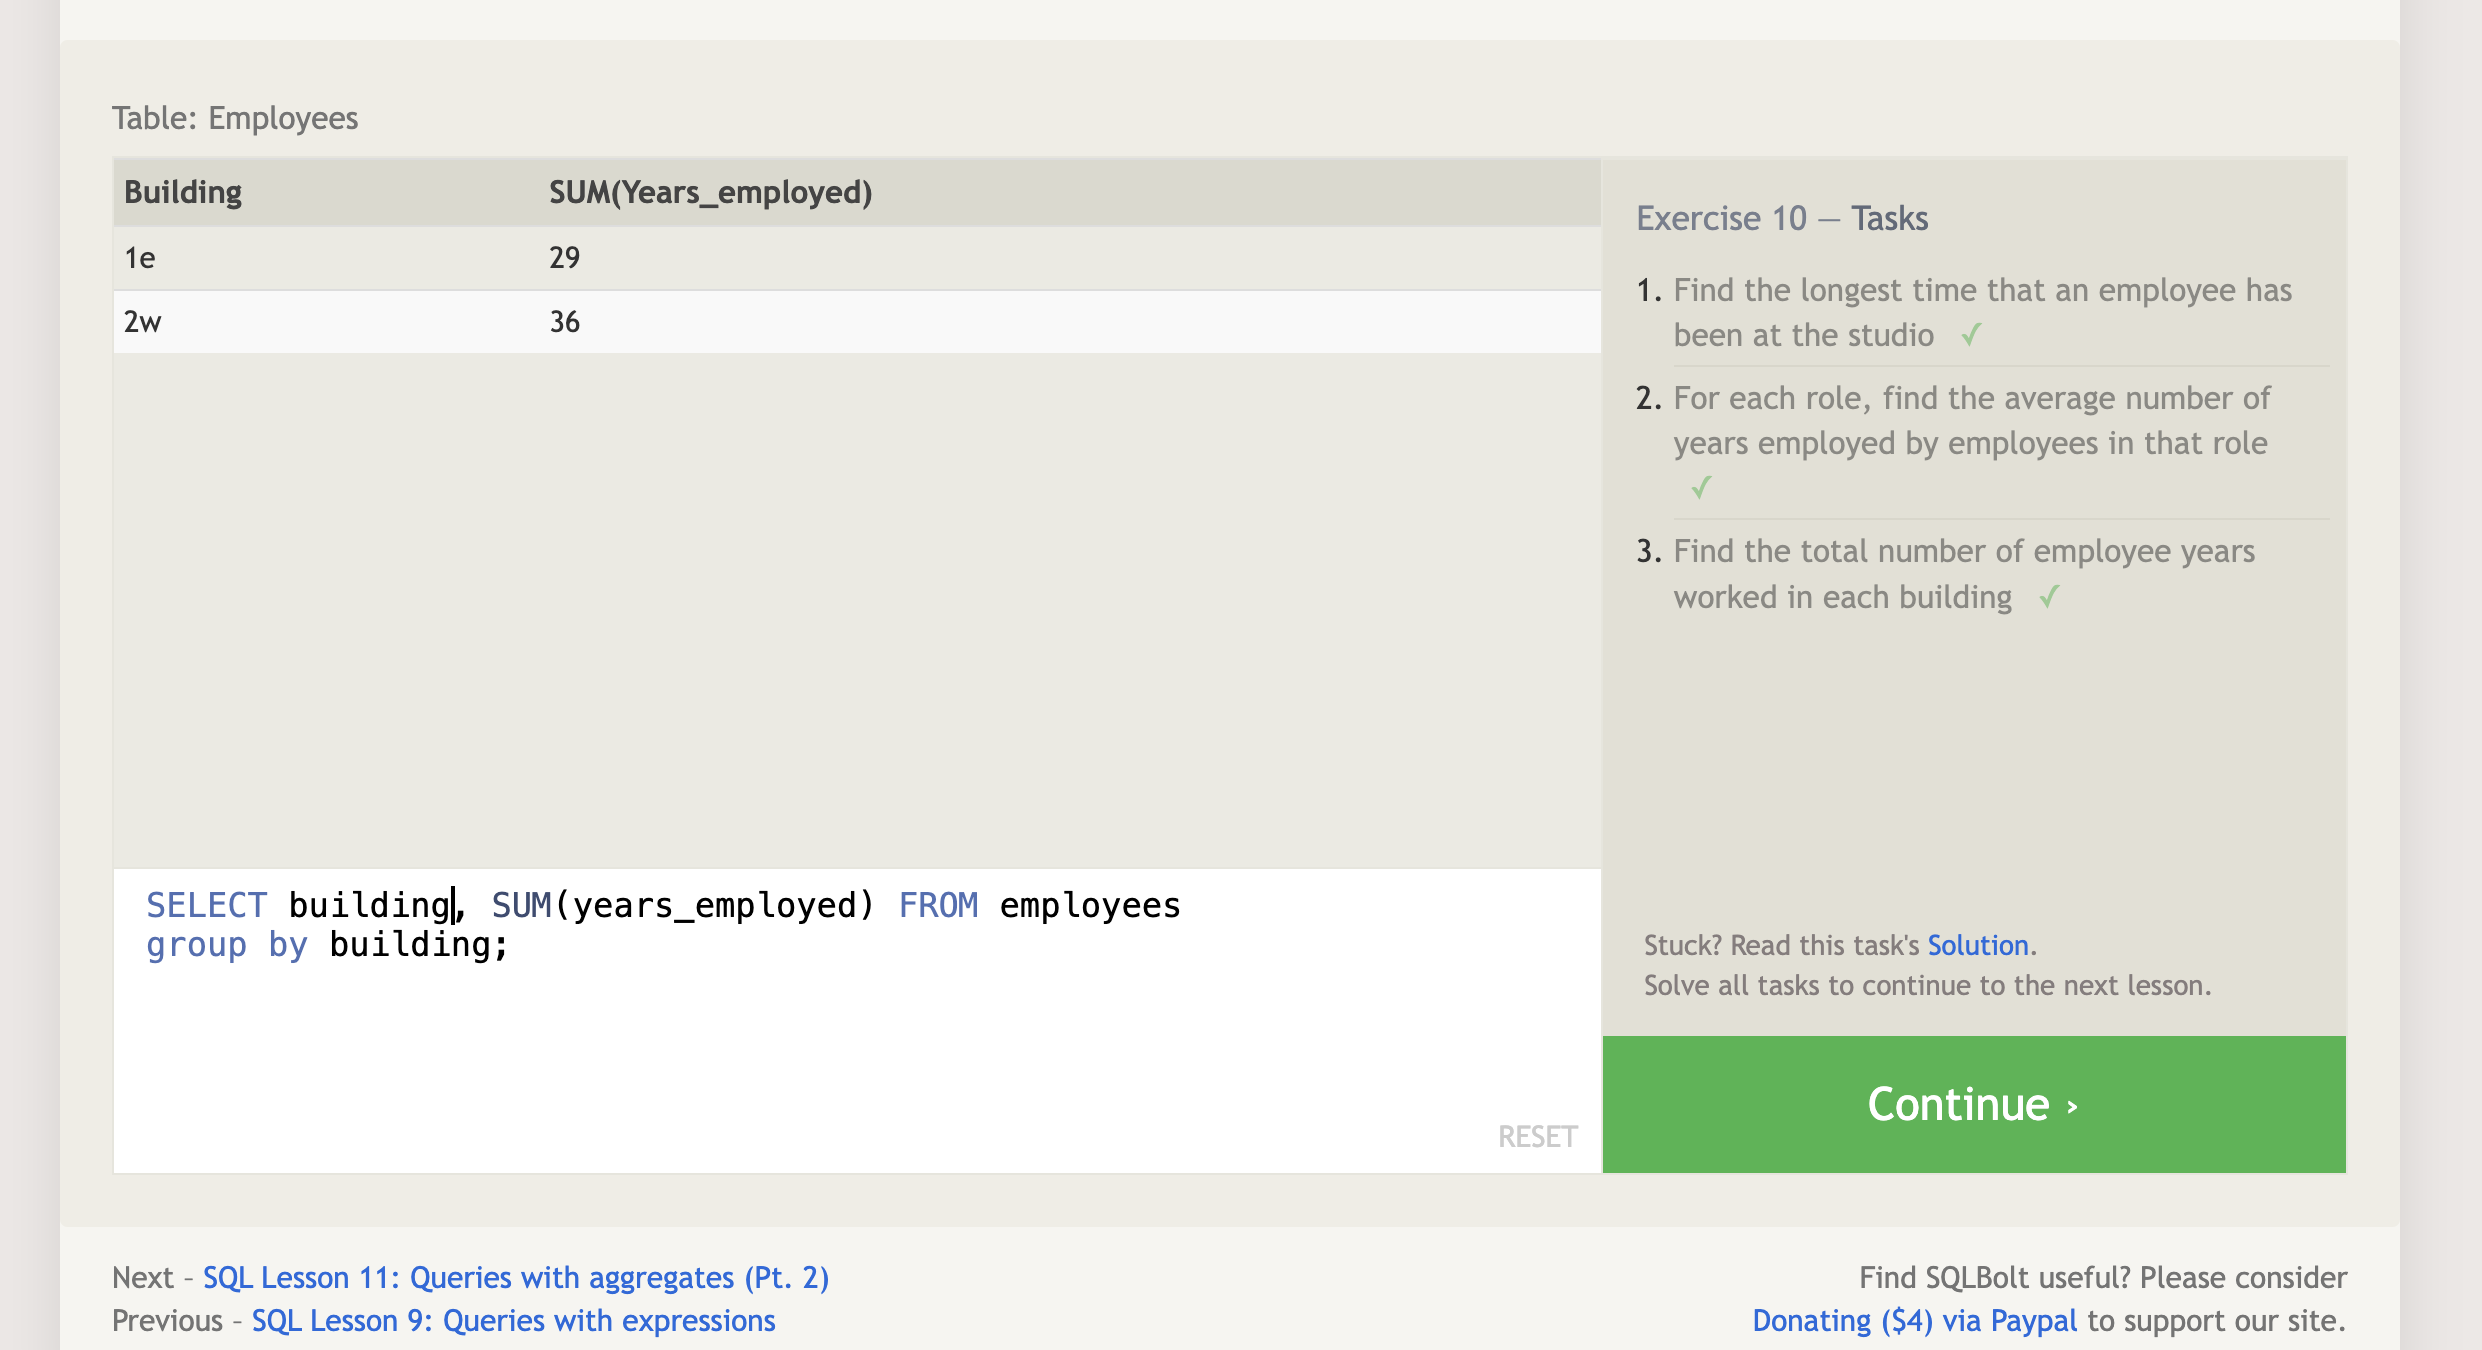 Table: Employees
Building SUM(Years_employed)
1e 29
2w 36
SELECT building, SUM(years_employed) FROM employees
group by building;
RESET
Exercise 10 — Tasks
1. Find the longest time that an employee has
been at the studio ✓
2. For each role, find the average number of
years employed by employees in that role
✓
3. Find the total number of employee years
worked in each building ✓
Stuck? Read this task's Solution.
Solve all tasks to continue to the next lesson.
Continue ›
Next – SQL Lesson 11: Queries with aggregates (Pt. 2)
Previous – SQL Lesson 9: Queries with expressions
Find SQLBolt useful? Please consider
Donating ($4) via Paypal to support our site.